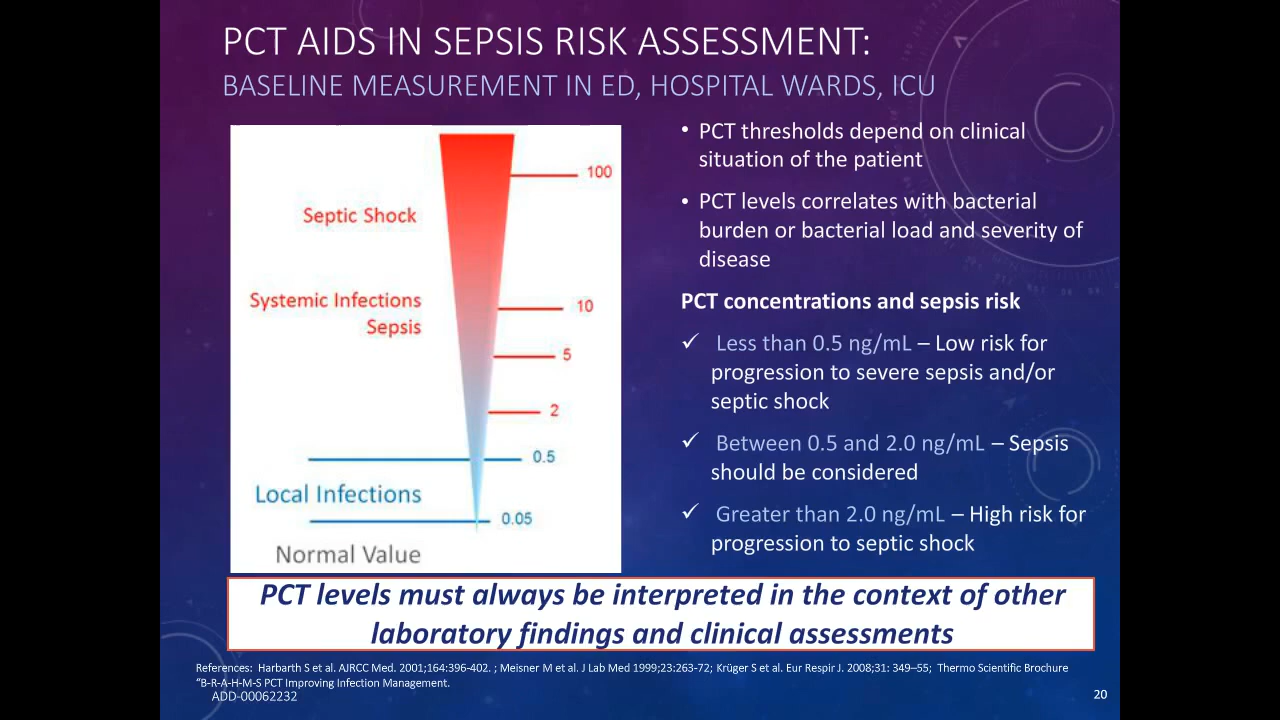 PCT AIDS IN SEPSIS RISK ASSESSMENT:
BASELINE MEASUREMENT IN ED, HOSPITAL WARDS, ICU
100
Septic Shock
Systemic Infections
Sepsis
10
5
2
0.5
Local Infections
0.05
Normal Value
• PCT thresholds depend on clinical
situation of the patient
• PCT levels correlates with bacterial
burden or bacterial load and severity of
disease
PCT concentrations and sepsis risk
✓ Less than 0.5 ng/mL – Low risk for
progression to severe sepsis and/or
septic shock
✓ Between 0.5 and 2.0 ng/mL – Sepsis
should be considered
✓ Greater than 2.0 ng/mL – High risk for
progression to septic shock
PCT levels must always be interpreted in the context of other
laboratory findings and clinical assessments
References: Harbarth S et al. AJRCC Med. 2001;164:396-402. ; Meisner M et al. J Lab Med 1999;23:263-72; Krüger S et al. Eur Respir J. 2008;31: 349–55; Thermo Scientific Brochure
"B-R-A-H-M-S PCT Improving Infection Management.
ADD-00062232
20